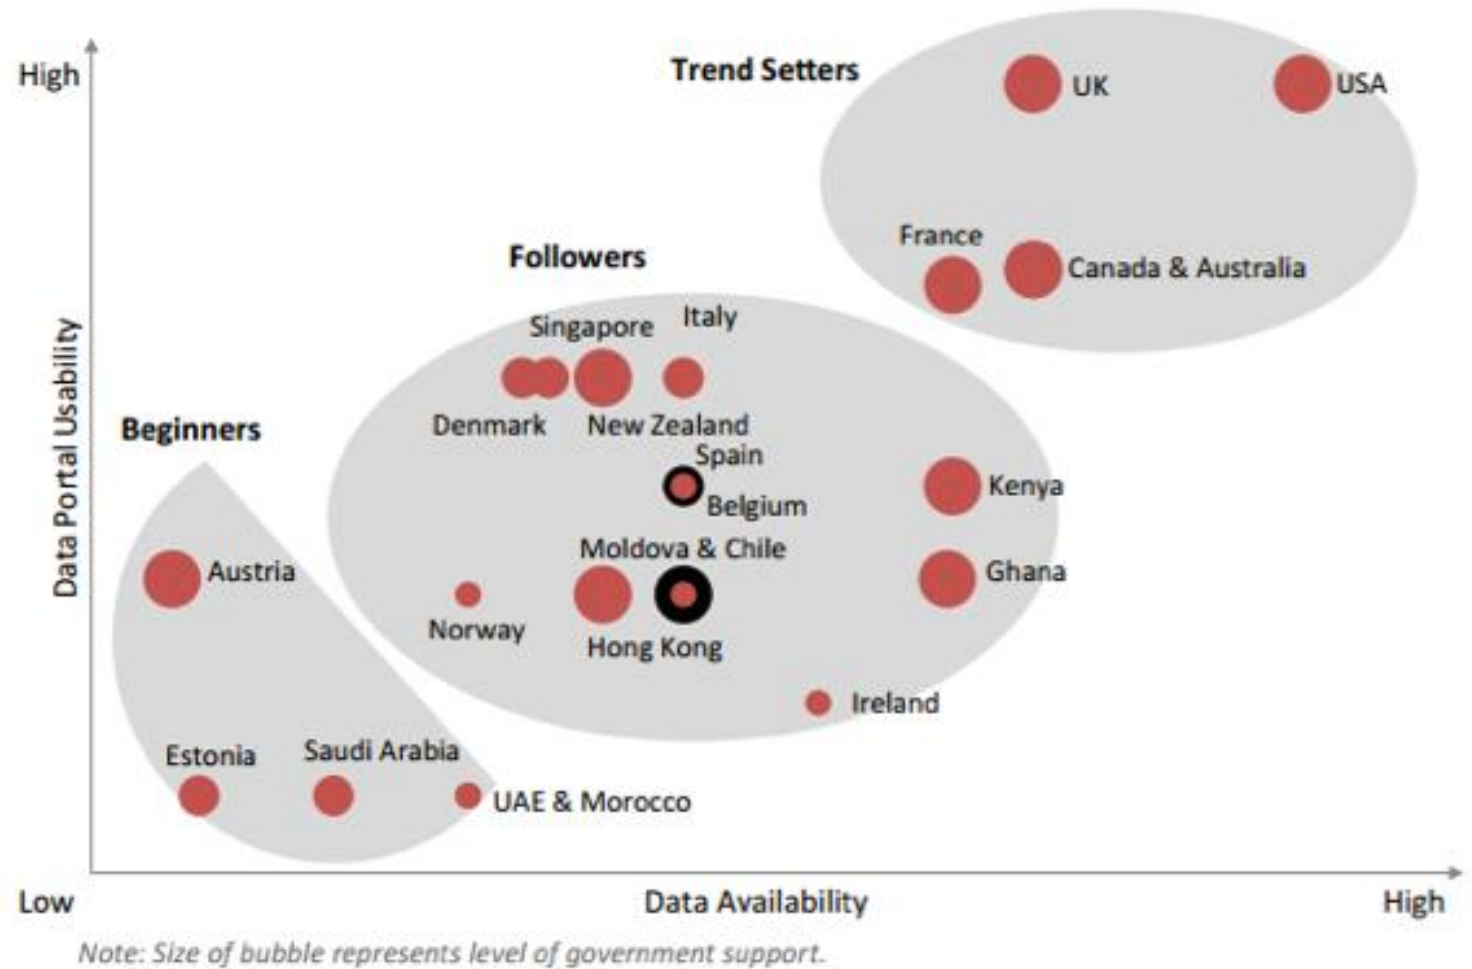 High
Trend Setters
UK
USA
France
Canada & Australia
Followers
Singapore
Italy
Denmark
New Zealand
Beginners
Spain
Belgium
Kenya
Data Portal Usability
Moldova & Chile
Austria
Ghana
Norway
Hong Kong
Ireland
Estonia
Saudi Arabia
UAE & Morocco
Low
Data Availability
High
Note: Size of bubble represents level of government support.